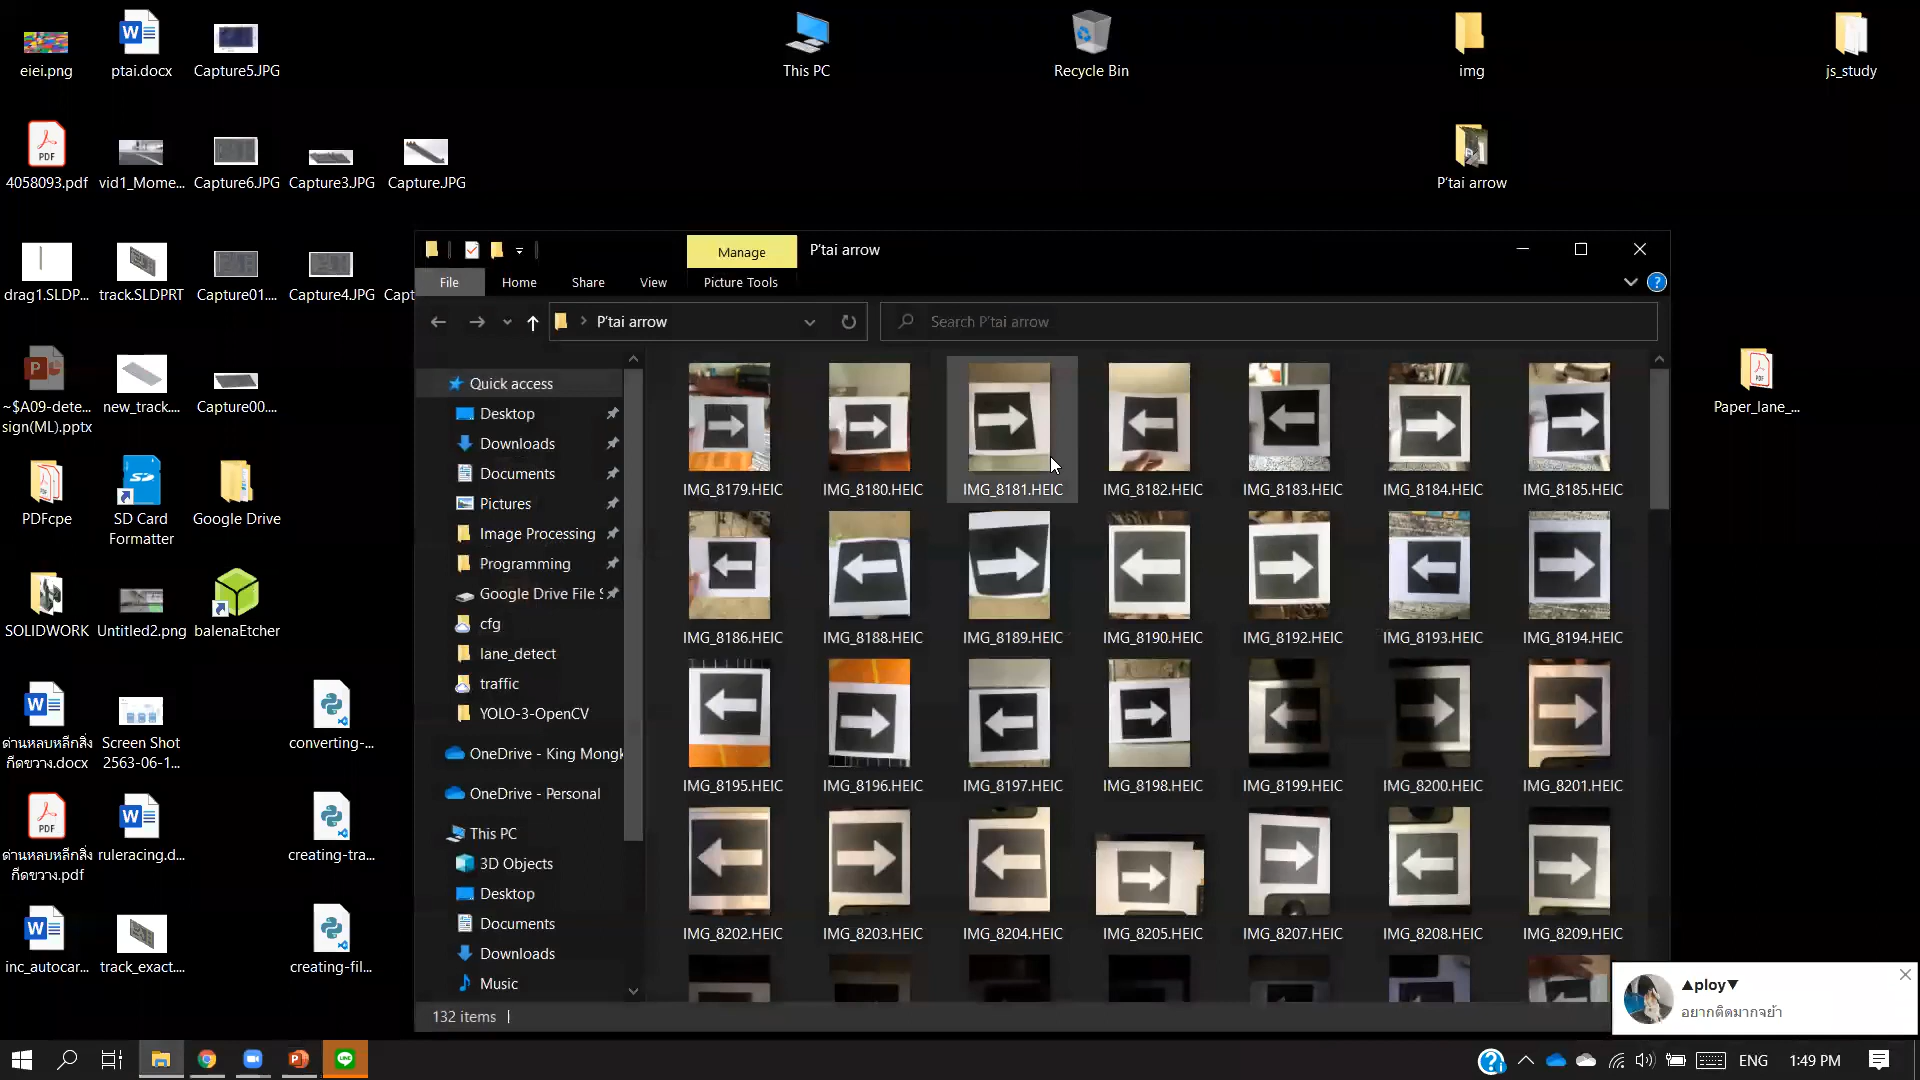 eiei.png
ptai.docx
Capture5.JPG
This PC
Recycle Bin
img
js_study
4058093.pdf
vid1_Mome...
Capture6.JPG
Capture3.JPG
Capture.JPG
P'tai arrow
drag1.SLDP...
track.SLDPRT
Capture01....
Capture4.JPG
Capt
~$A09-dete...
sign(ML).pptx
new_track....
Capture00....
Paper_lane_...
PDFcpe
SD Card
Formatter
Google Drive
SOLIDWORK
Untitled2.png
balenaEtcher
ด่านหลบหลีกสิ่ง
กีดขวาง.docx
Screen Shot
2563-06-1...
converting-...
ด่านหลบหลีกสิ่ง
กีดขวาง.pdf
ruleracing.d...
creating-tra...
inc_autocar...
track_exact....
creating-fil...
Manage
P'tai arrow
File
Home
Share
View
Picture Tools
P'tai arrow
Search P'tai arrow
Quick access
Desktop
Downloads
Documents
Pictures
Image Processing
Programming
Google Drive File S
cfg
lane_detect
traffic
YOLO-3-OpenCV
OneDrive - King Mongk
OneDrive - Personal
This PC
3D Objects
Desktop
Documents
Downloads
Music
IMG_8179.HEIC
IMG_8180.HEIC
IMG_8181.HEIC
IMG_8182.HEIC
IMG_8183.HEIC
IMG_8184.HEIC
IMG_8185.HEIC
IMG_8186.HEIC
IMG_8188.HEIC
IMG_8189.HEIC
IMG_8190.HEIC
IMG_8192.HEIC
IMG_8193.HEIC
IMG_8194.HEIC
IMG_8195.HEIC
IMG_8196.HEIC
IMG_8197.HEIC
IMG_8198.HEIC
IMG_8199.HEIC
IMG_8200.HEIC
IMG_8201.HEIC
IMG_8202.HEIC
IMG_8203.HEIC
IMG_8204.HEIC
IMG_8205.HEIC
IMG_8207.HEIC
IMG_8208.HEIC
IMG_8209.HEIC
132 items
▲ploy▼
อยากติดมากจย้า
ENG
1:49 PM